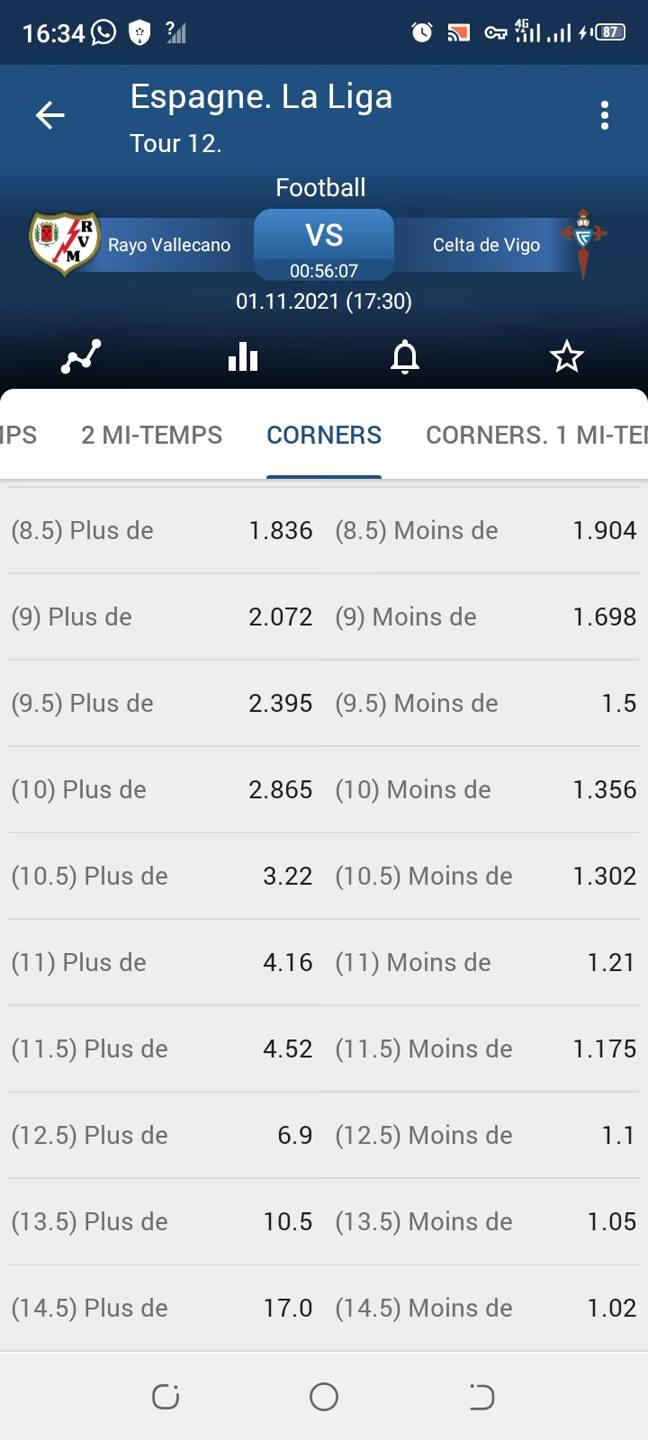 16:34 ? 4G 87
Espagne. La Liga
Tour 12.
Football
RVM Rayo Vallecano VS Celta de Vigo
00:56:07
01.11.2021 (17:30)
MPS 2 MI-TEMPS CORNERS CORNERS. 1 MI-TEM
(8.5) Plus de 1.836 (8.5) Moins de 1.904
(9) Plus de 2.072 (9) Moins de 1.698
(9.5) Plus de 2.395 (9.5) Moins de 1.5
(10) Plus de 2.865 (10) Moins de 1.356
(10.5) Plus de 3.22 (10.5) Moins de 1.302
(11) Plus de 4.16 (11) Moins de 1.21
(11.5) Plus de 4.52 (11.5) Moins de 1.175
(12.5) Plus de 6.9 (12.5) Moins de 1.1
(13.5) Plus de 10.5 (13.5) Moins de 1.05
(14.5) Plus de 17.0 (14.5) Moins de 1.02